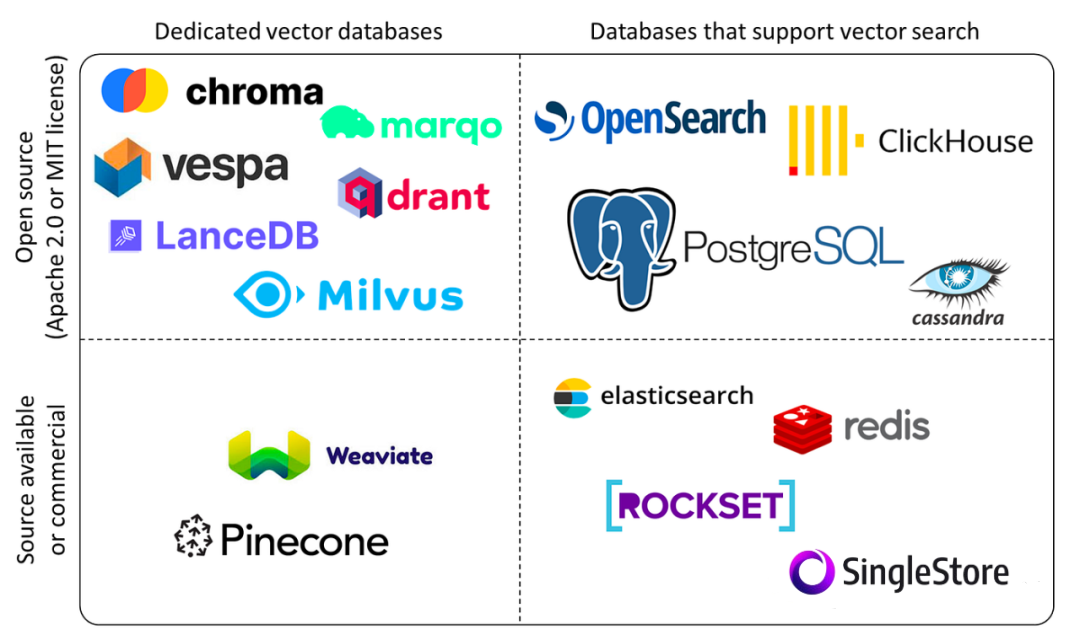 Dedicated vector databases
Databases that support vector search
Open source
(Apache 2.0 or MIT license)
chroma
marqo
vespa
qdrant
LanceDB
Milvus
OpenSearch
ClickHouse
PostgreSQL
cassandra
Source available
or commercial
Weaviate
Pinecone
elasticsearch
redis
[ROCKSET]
SingleStore